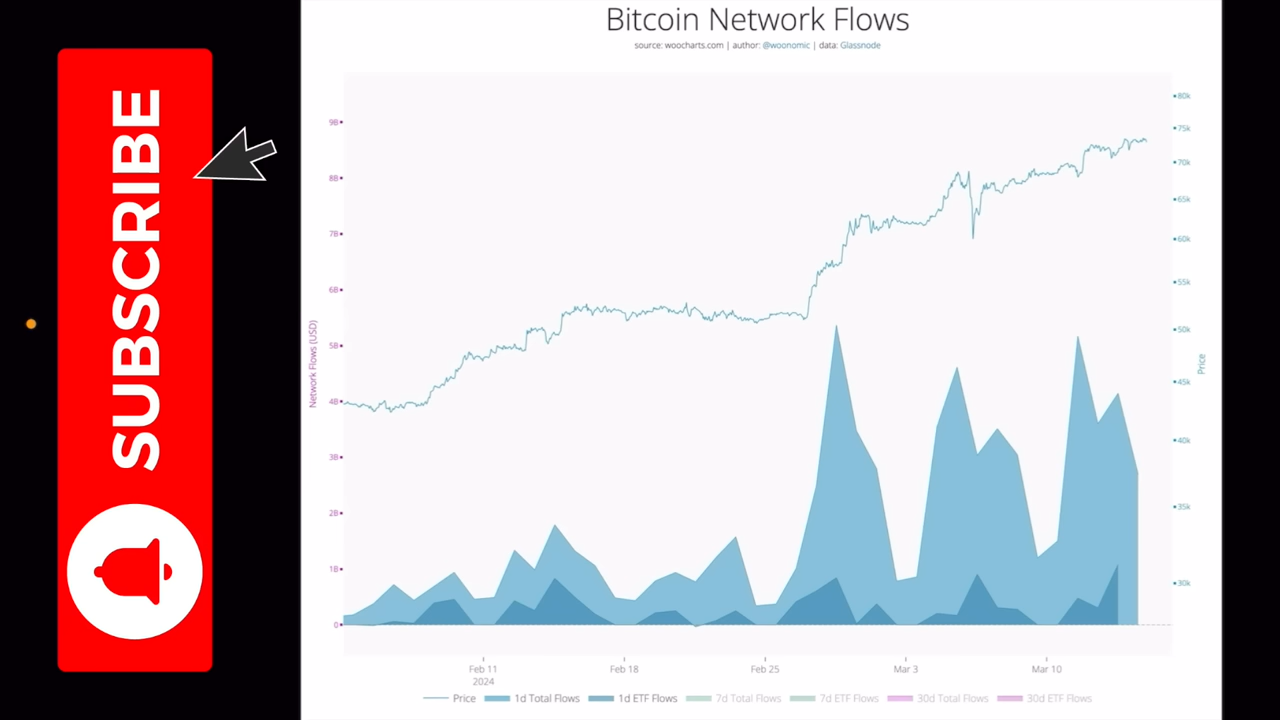 SUBSCRIBE
Bitcoin Network Flows
source: woocharts.com | author: @woonomic | data: Glassnode
9B
8B
7B
6B
5B
4B
3B
2B
1B
0
Network Flows (USD)
80k
75k
70k
65k
60k
55k
50k
45k
40k
35k
30k
Price
Feb 11 Feb 18 Feb 25 Mar 3 Mar 10
2024
Price 1d Total Flows 1d ETF Flows 7d Total Flows 7d ETF Flows 30d Total Flows 30d ETF Flows